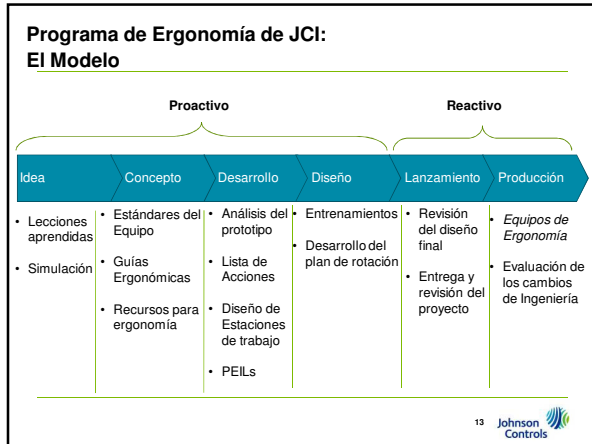 Programa de Ergonomía de JCI:
El Modelo
Proactivo
Reactivo
Idea
Concepto
Desarrollo
Diseño
Lanzamiento
Producción
• Lecciones
aprendidas
• Simulación
• Estándares del
Equipo
• Guías
Ergonómicas
• Recursos para
ergonomía
• Análisis del
prototipo
• Lista de
Acciones
• Diseño de
Estaciones
de trabajo
• PEILs
• Entrenamientos
• Desarrollo del
plan de rotación
• Revisión
del diseño
final
• Entrega y
revisión del
proyecto
• Equipos de
Ergonomía
• Evaluación de
los cambios
de Ingeniería
13
Johnson
Controls